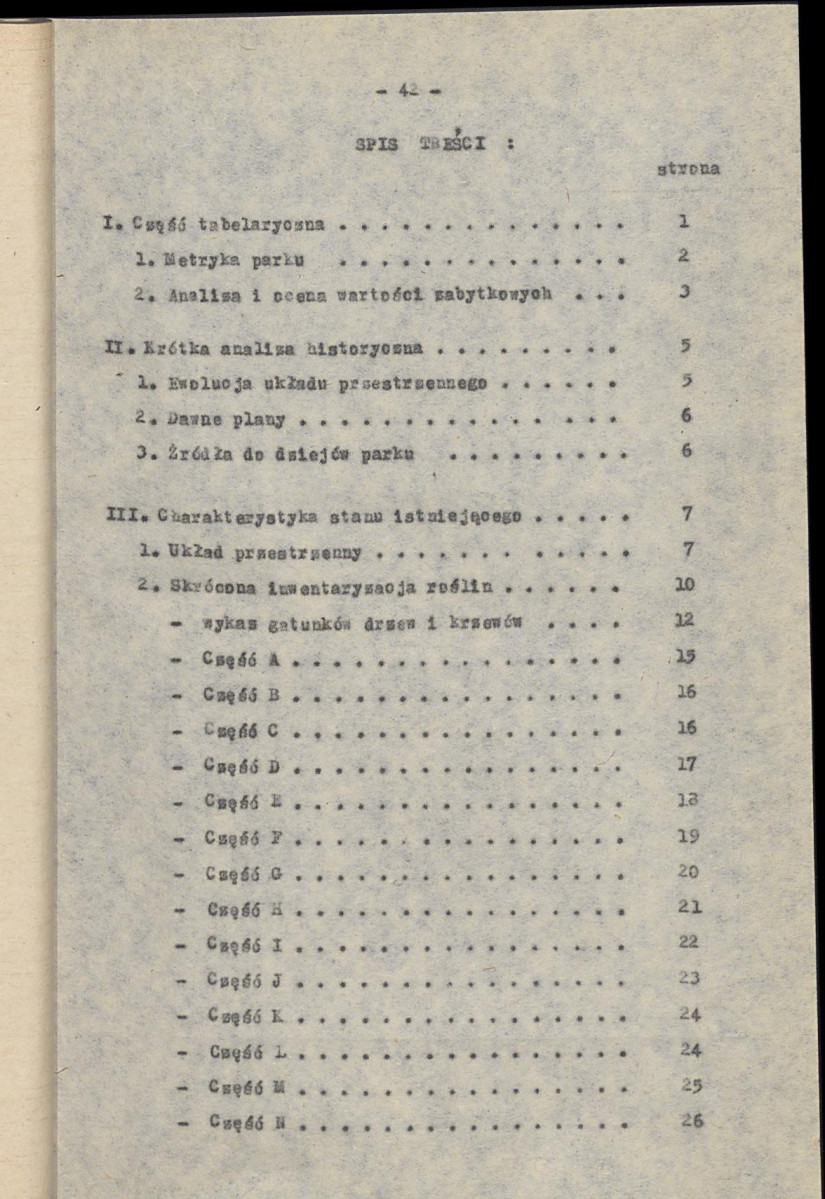 - 42 -
SPIS TREŚCI :
strona
I. Część tabelaryczna . . . . . . . . . . . . . . 1
1. Metryka parku . . . . . . . . . . . . . . 2
2. Analiza i ocena wartości zabytkowych . . . 3
II. Krótka analiza historyczna . . . . . . . . . 5
1. Ewolucja układu przestrzennego . . . . . . 5
2. Dawne plany . . . . . . . . . . . . . . . 6
3. Źródła do dziejów parku . . . . . . . . . 6
III. Charakterystyka stanu istniejącego . . . . . 7
1. Układ przestrzenny . . . . . . . . . . . . 7
2. Skrócona inwentaryzacja roślin . . . . . . 10
- wykaz gatunków drzew i krzewów . . . . 12
- Część A . . . . . . . . . . . . . . . . 15
- Część B . . . . . . . . . . . . . . . . 16
- Część C . . . . . . . . . . . . . . . . 16
- Część D . . . . . . . . . . . . . . . . 17
- Część E . . . . . . . . . . . . . . . . 18
- Część F . . . . . . . . . . . . . . . . 19
- Część G . . . . . . . . . . . . . . . . 20
- Część H . . . . . . . . . . . . . . . . 21
- Część I . . . . . . . . . . . . . . . . 22
- Część J . . . . . . . . . . . . . . . . 23
- Część K . . . . . . . . . . . . . . . . 24
- Część L . . . . . . . . . . . . . . . . 24
- Część M . . . . . . . . . . . . . . . . 25
- Część N . . . . . . . . . . . . . . . . 26